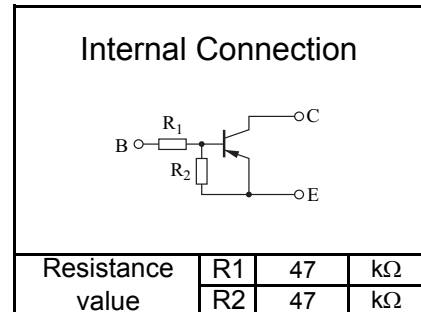 Internal Connection
C
R1
B
R2
E
Resistance value R1 47 kΩ
R2 47 kΩ